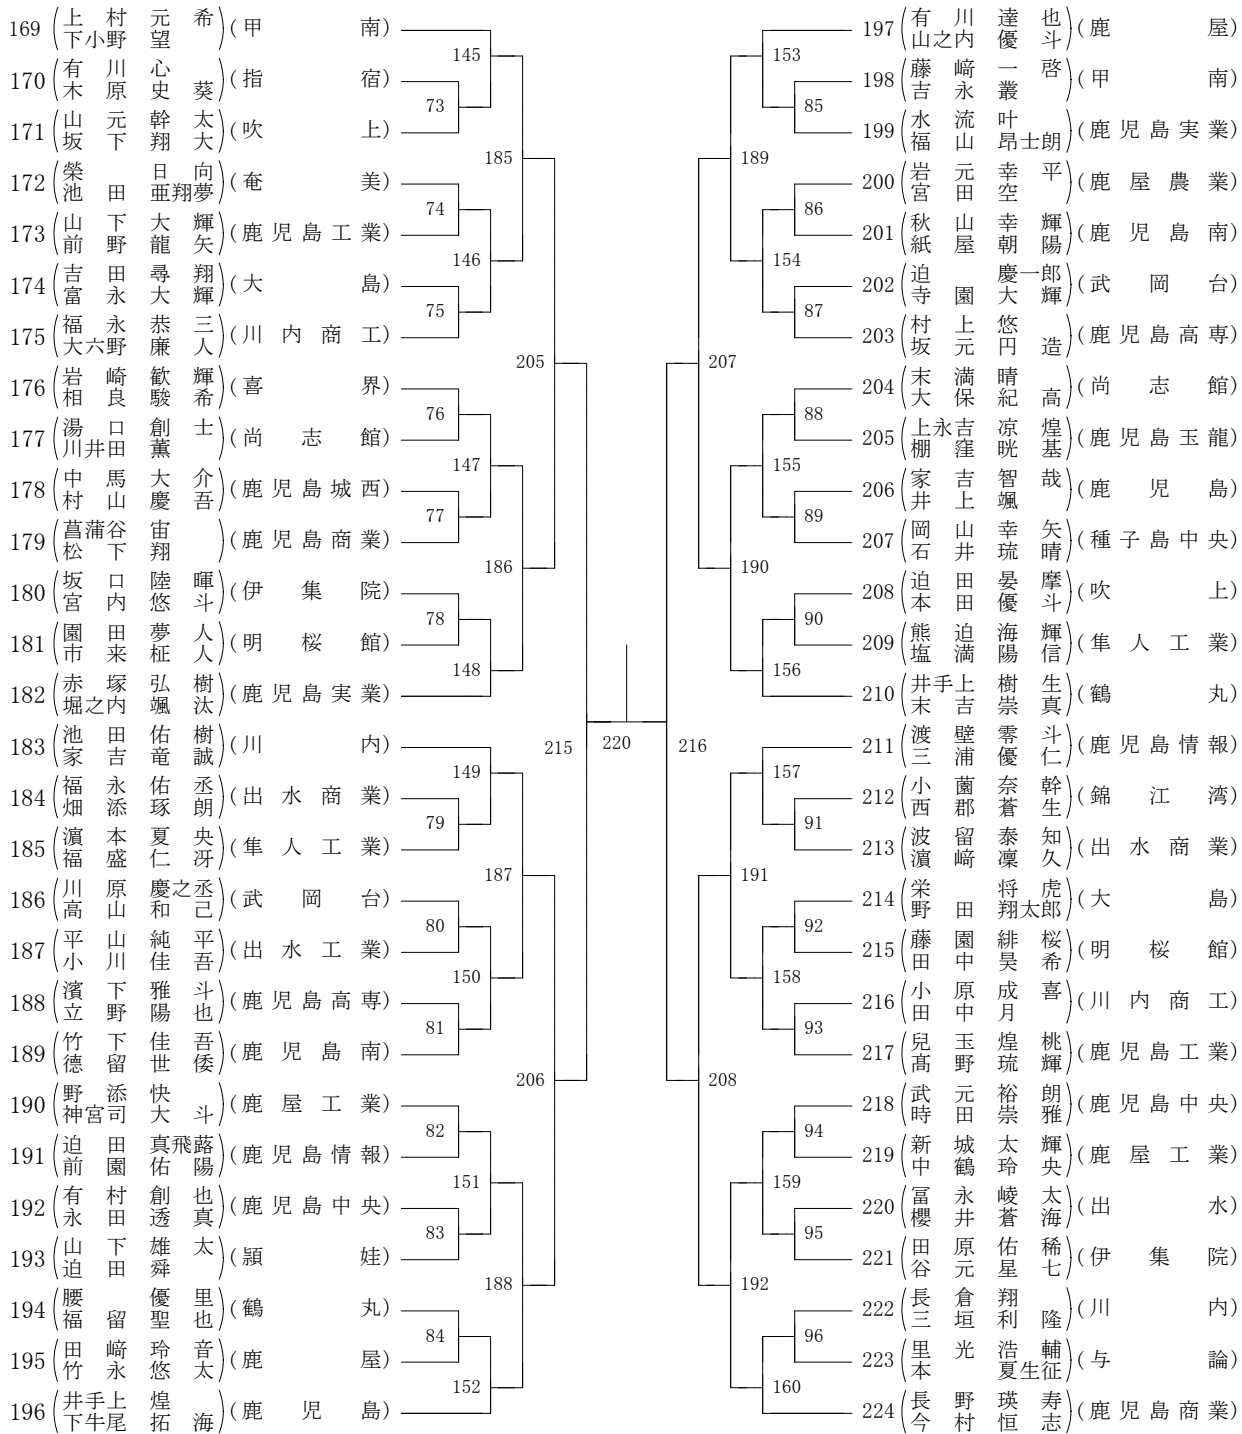 169 (上村元希 下小野望) (甲南)
170 (有川心 木原史葵) (指宿)
171 (山元幹太 坂下翔大) (吹上)
172 (榮日向 池田亜翔夢) (奄美)
173 (山下大輝 前野龍矢) (鹿児島工業)
174 (吉田尋翔 富永大輝) (大島)
175 (福永恭三 大六野廉人) (川内商工)
176 (岩崎歓輝 相良駿希) (喜界)
177 (湯口創士 川井田薫) (尚志館)
178 (中馬大介 村山慶吾) (鹿児島城西)
179 (菖蒲谷宙 松下翔) (鹿児島商業)
180 (坂口陸暉 宮内悠斗) (伊集院)
181 (園田夢人 市来柾人) (明桜館)
182 (赤塚弘樹 堀之内颯汰) (鹿児島実業)
183 (池田佑樹 家吉竜誠) (川内)
184 (福永佑丞 畑添琢朗) (出水商業)
185 (濵本夏央 福盛仁冴) (隼人工業)
186 (川原慶之丞 高山和己) (武岡台)
187 (平山純平 小川佳吾) (出水工業)
188 (濱下雅斗 立野陽也) (鹿児島高専)
189 (竹下佳吾 德留世倭) (鹿児島南)
190 (野添快 神宮司大斗) (鹿屋工業)
191 (迫田真飛蕗 前園佑陽) (鹿児島情報)
192 (有村創也 永田透真) (鹿児島中央)
193 (山下雄太 迫田舜) (頴娃)
194 (腰優里 福留聖也) (鶴丸)
195 (田﨑玲音 竹永悠太) (鹿屋)
196 (井手上煌 下牛尾拓海) (鹿児島)
145
73
185
74
146
75
205
76
147
77
186
78
148
215
149
79
187
80
150
81
206
82
151
83
188
84
152
220
153
85
189
86
154
87
207
88
155
89
190
90
156
216
157
91
191
92
158
93
208
94
159
95
192
96
160
197 (有川達也 山之内優斗) (鹿屋)
198 (藤﨑一啓 吉永叢) (甲南)
199 (水流叶 福山昂士朗) (鹿児島実業)
200 (岩元幸平 宮田空) (鹿屋農業)
201 (秋山幸輝 紙屋朝陽) (鹿児島南)
202 (迫慶一郎 寺園大輝) (武岡台)
203 (村上悠 坂元円造) (鹿児島高専)
204 (末満晴 大保紀高) (尚志館)
205 (上永吉凉煌 棚窪晄基) (鹿児島玉龍)
206 (家吉智哉 井上颯) (鹿児島)
207 (岡山幸矢 石井琉晴) (種子島中央)
208 (迫田晏摩 本田優斗) (吹上)
209 (熊迫海輝 塩満陽信) (隼人工業)
210 (井手上樹生 末吉崇真) (鶴丸)
211 (渡壁零斗 三浦優仁) (鹿児島情報)
212 (小薗奈幹 西郡蒼生) (錦江湾)
213 (波留泰知 濵﨑凜久) (出水商業)
214 (栄将虎 野田翔太郎) (大島)
215 (藤園緋桜 田中昊希) (明桜館)
216 (小原成喜 田中月) (川内商工)
217 (兒玉煌桃 髙野琉輝) (鹿児島工業)
218 (武元裕朗 時田崇雅) (鹿児島中央)
219 (新城太輝 中鶴玲央) (鹿屋工業)
220 (冨永崚太 櫻井蒼海) (出水)
221 (田原佑稀 谷元星七) (伊集院)
222 (長倉翔 三垣利隆) (川内)
223 (里光浩輔 本夏生征) (与論)
224 (長野瑛寿 今村恒志) (鹿児島商業)